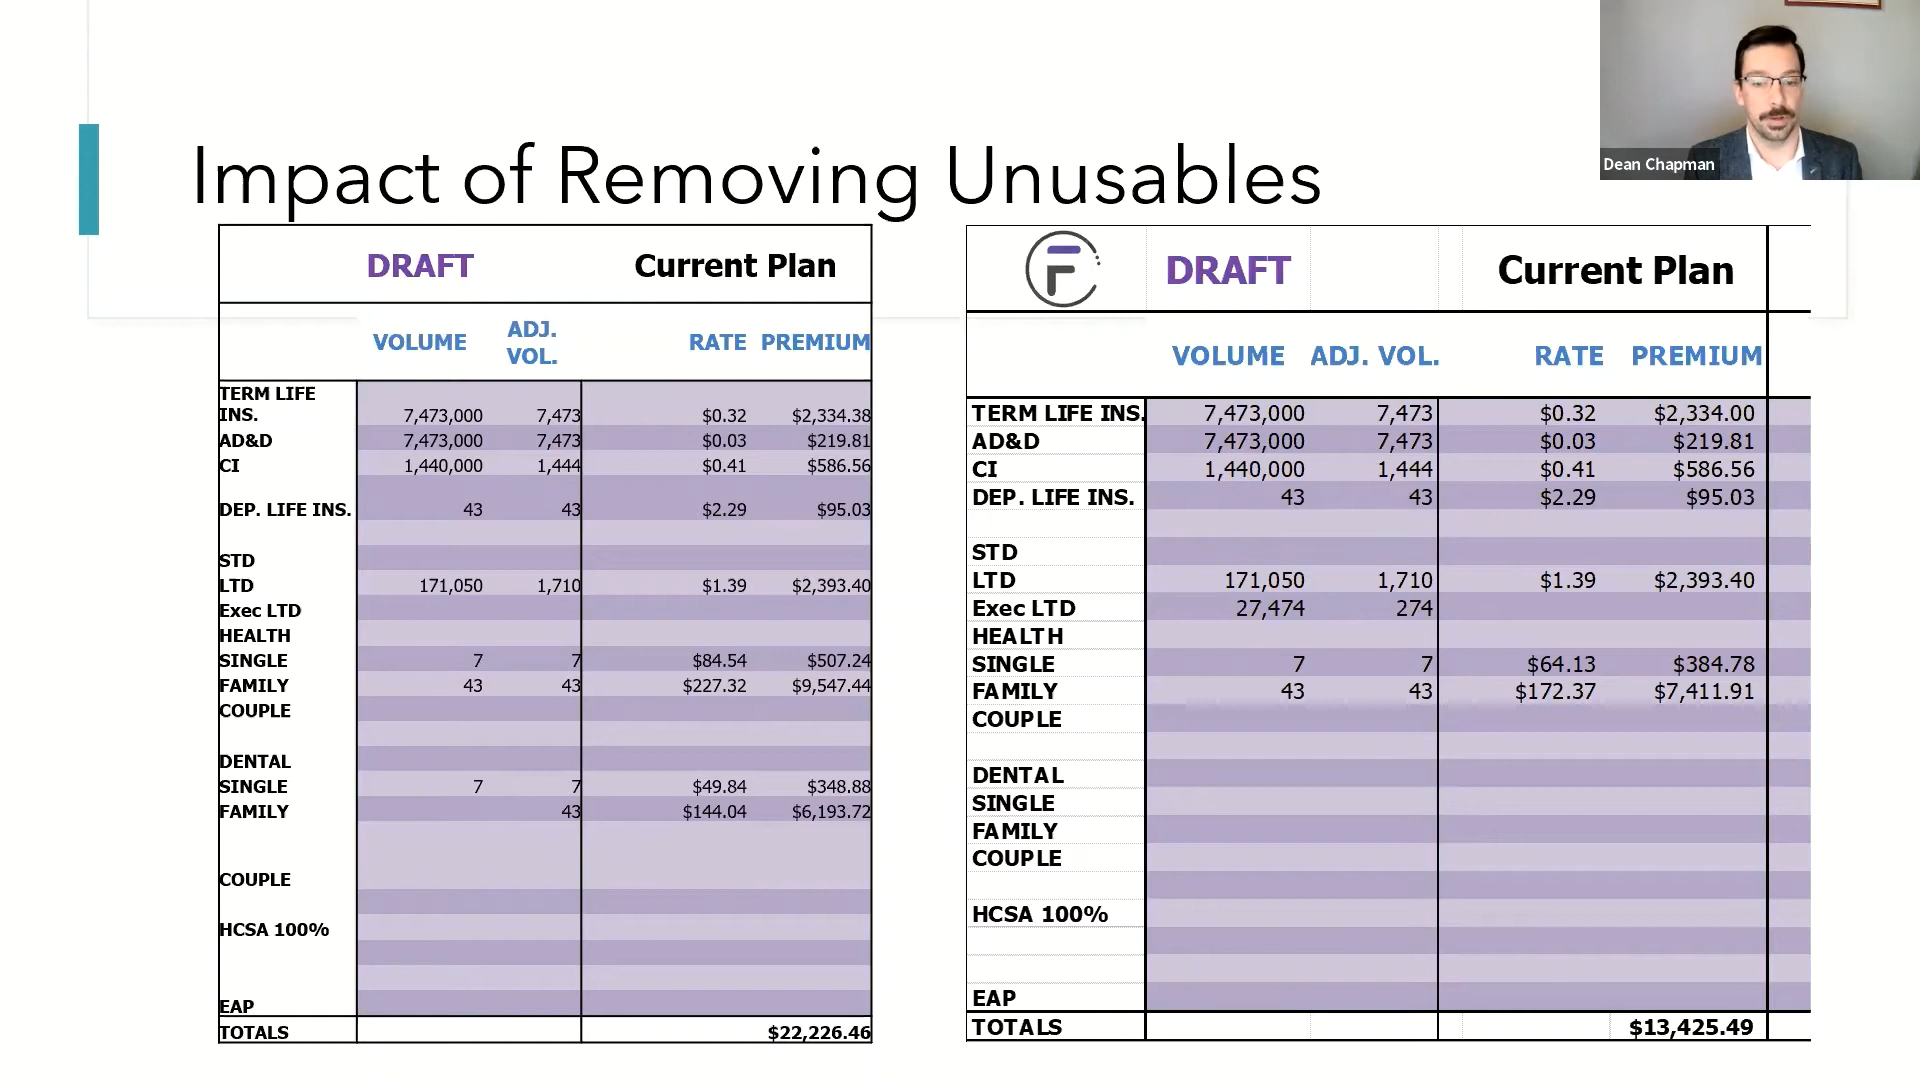 Dean Chapman
Impact of Removing Unusables
DRAFT Current Plan
VOLUME ADJ. VOL. RATE PREMIUM
TERM LIFE INS. 7,473,000 7,473 $0.32 $2,334.38
AD&D 7,473,000 7,473 $0.03 $219.81
CI 1,440,000 1,444 $0.41 $586.56
DEP. LIFE INS. 43 43 $2.29 $95.03
STD
LTD 171,050 1,710 $1.39 $2,393.40
Exec LTD
HEALTH
SINGLE 7 7 $84.54 $507.24
FAMILY 43 43 $227.32 $9,547.44
COUPLE
DENTAL
SINGLE 7 7 $49.84 $348.88
FAMILY 43 $144.04 $6,193.72
COUPLE
HCSA 100%
EAP
TOTALS $22,226.46
F DRAFT Current Plan
VOLUME ADJ. VOL. RATE PREMIUM
TERM LIFE INS. 7,473,000 7,473 $0.32 $2,334.00
AD&D 7,473,000 7,473 $0.03 $219.81
CI 1,440,000 1,444 $0.41 $586.56
DEP. LIFE INS. 43 43 $2.29 $95.03
STD
LTD 171,050 1,710 $1.39 $2,393.40
Exec LTD 27,474 274
HEALTH
SINGLE 7 7 $64.13 $384.78
FAMILY 43 43 $172.37 $7,411.91
COUPLE
DENTAL
SINGLE
FAMILY
COUPLE
HCSA 100%
EAP
TOTALS $13,425.49